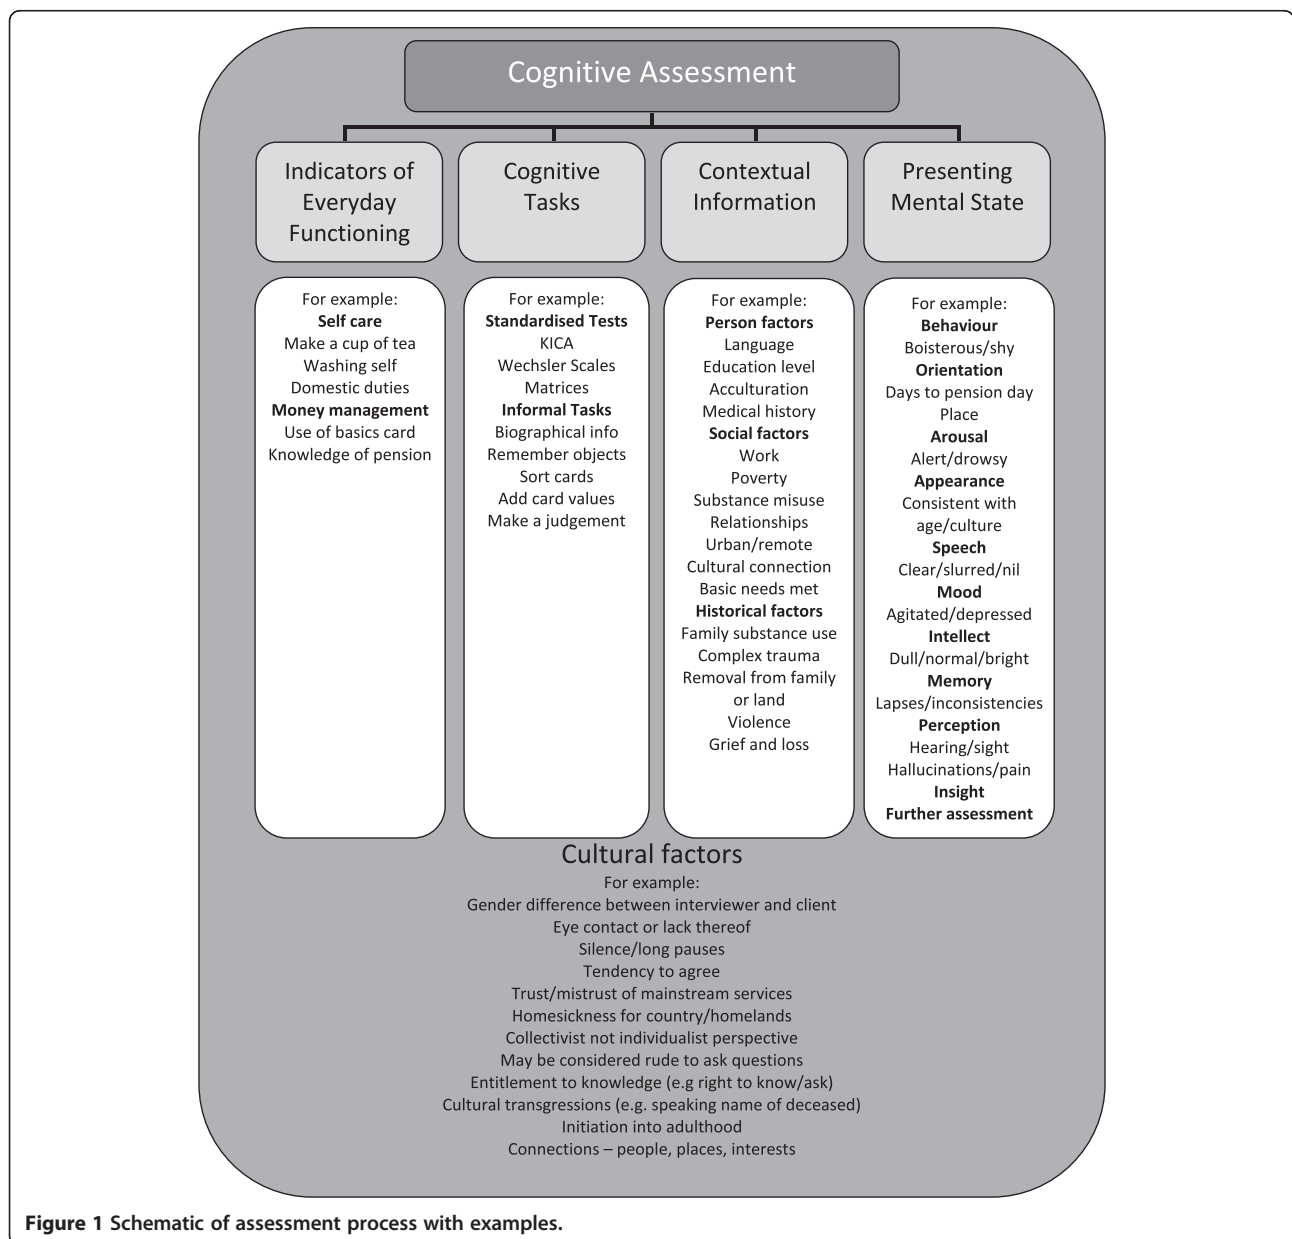 Cognitive Assessment
Indicators of
Everyday
Functioning
Cognitive
Tasks
Contextual
Information
Presenting
Mental State
For example:
Self care
Make a cup of tea
Washing self
Domestic duties
Money management
Use of basics card
Knowledge of pension
For example:
Standardised Tests
KICA
Wechsler Scales
Matrices
Informal Tasks
Biographical info
Remember objects
Sort cards
Add card values
Make a judgement
For example:
Person factors
Language
Education level
Acculturation
Medical history
Social factors
Work
Poverty
Substance misuse
Relationships
Urban/remote
Cultural connection
Basic needs met
Historical factors
Family substance use
Complex trauma
Removal from family
or land
Violence
Grief and loss
For example:
Behaviour
Boisterous/shy
Orientation
Days to pension day
Place
Arousal
Alert/drowsy
Appearance
Consistent with
age/culture
Speech
Clear/slurred/nil
Mood
Agitated/depressed
Intellect
Dull/normal/bright
Memory
Lapses/inconsistencies
Perception
Hearing/sight
Hallucinations/pain
Insight
Further assessment
Cultural factors
For example:
Gender difference between interviewer and client
Eye contact or lack thereof
Silence/long pauses
Tendency to agree
Trust/mistrust of mainstream services
Homesickness for country/homelands
Collectivist not individualist perspective
May be considered rude to ask questions
Entitlement to knowledge (e.g right to know/ask)
Cultural transgressions (e.g. speaking name of deceased)
Initiation into adulthood
Connections – people, places, interests
Figure 1 Schematic of assessment process with examples.